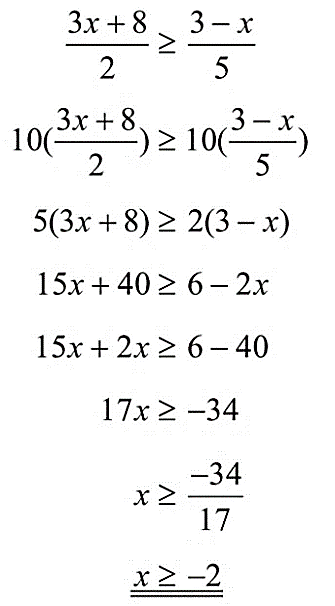 (3x + 8)/2 ≥ (3 − x)/5
10((3x + 8)/2) ≥ 10((3 − x)/5)
5(3x + 8) ≥ 2(3 − x)
15x + 40 ≥ 6 − 2x
15x + 2x ≥ 6 − 40
17x ≥ −34
x ≥ −34/17
x ≥ −2